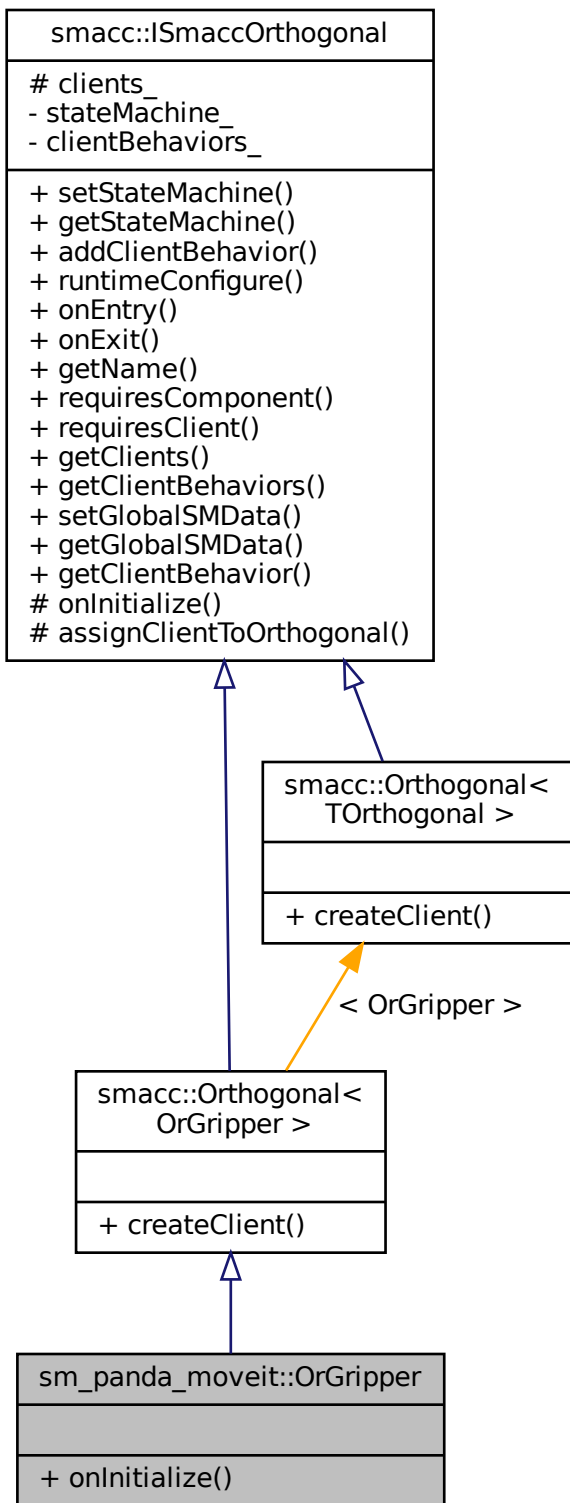 smacc::ISmaccOrthogonal
# clients_
- stateMachine_
- clientBehaviors_
+ setStateMachine()
+ getStateMachine()
+ addClientBehavior()
+ runtimeConfigure()
+ onEntry()
+ onExit()
+ getName()
+ requiresComponent()
+ requiresClient()
+ getClients()
+ getClientBehaviors()
+ setGlobalSMData()
+ getGlobalSMData()
+ getClientBehavior()
# onInitialize()
# assignClientToOrthogonal()
smacc::Orthogonal<
TOrthogonal >
+ createClient()
< OrGripper >
smacc::Orthogonal<
OrGripper >
+ createClient()
sm_panda_moveit::OrGripper
+ onInitialize()